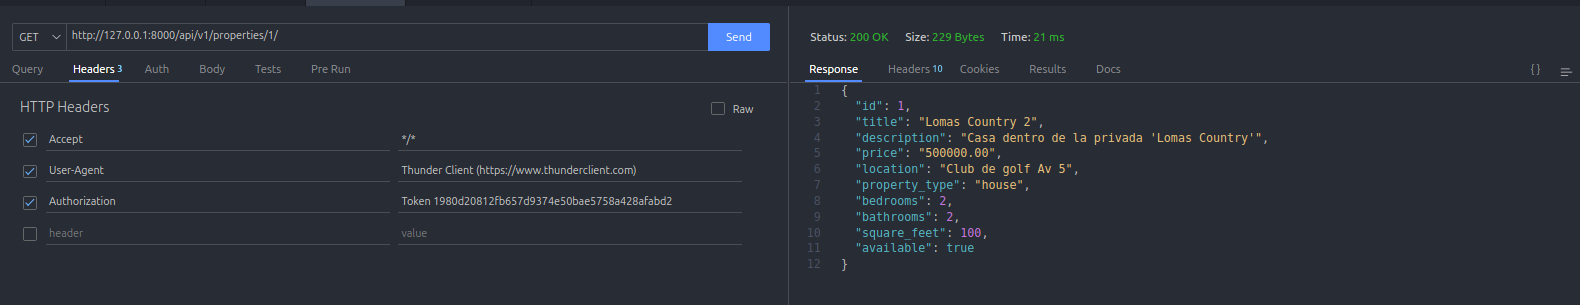 GET http://127.0.0.1:8000/api/v1/properties/1/ Send
Query Headers 3 Auth Body Tests Pre Run
HTTP Headers Raw
Accept */*
User-Agent Thunder Client (https://www.thunderclient.com)
Authorization Token 1980d20812fb657d9374e50bae5758a428afabd2
header value
Status: 200 OK Size: 229 Bytes Time: 21 ms
Response Headers 10 Cookies Results Docs {}
1 {
2 "id": 1,
3 "title": "Lomas Country 2",
4 "description": "Casa dentro de la privada 'Lomas Country'",
5 "price": "500000.00",
6 "location": "Club de golf Av 5",
7 "property_type": "house",
8 "bedrooms": 2,
9 "bathrooms": 2,
10 "square_feet": 100,
11 "available": true
12 }